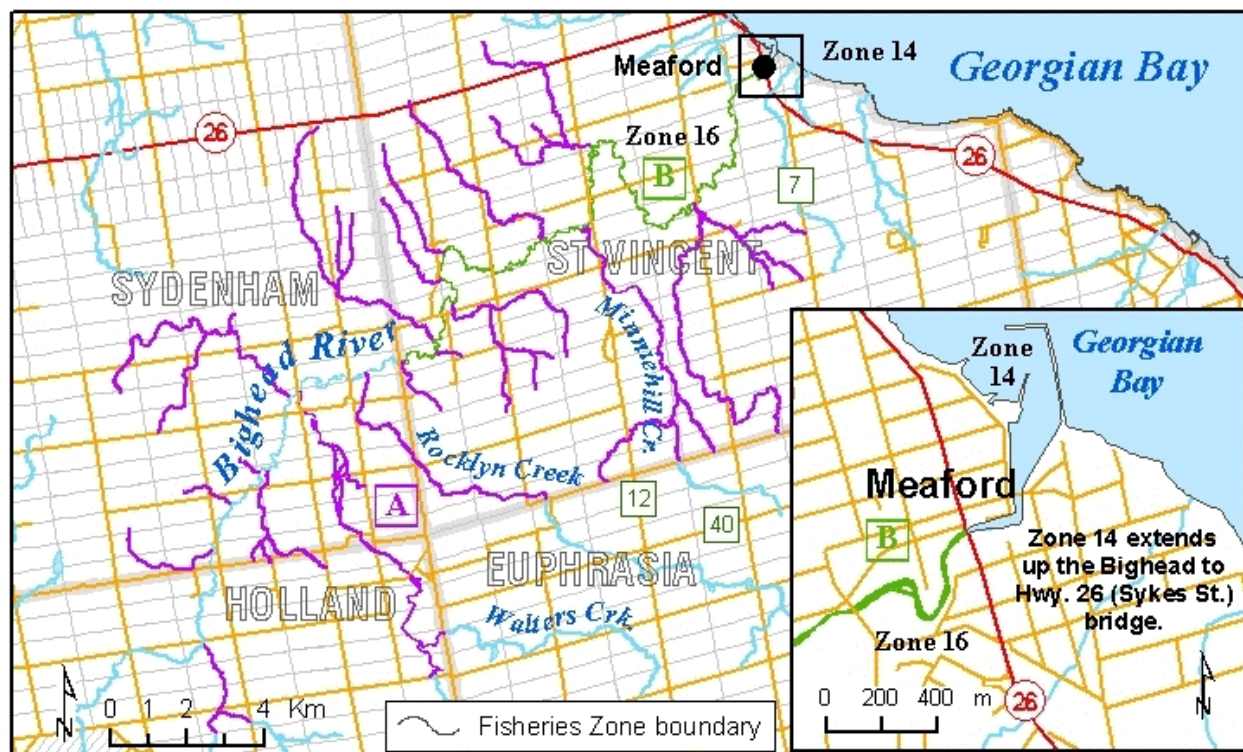 Zone 14
Georgian Bay
Meaford
26
Zone 16
B
26
7
SYDENHAM
ST VINCENT
Bighead River
Minniehill Cr.
Rocklyn Creek
A
12
40
EUPHRASIA
HOLLAND
Walters Crk.
N
0 1 2 4 Km
Fisheries Zone boundary
Zone
14
Georgian
Bay
Meaford
B
Zone 14 extends
up the Bighead to
Hwy. 26 (Sykes St.)
bridge.
Zone 16
0 200 400 m
26
N